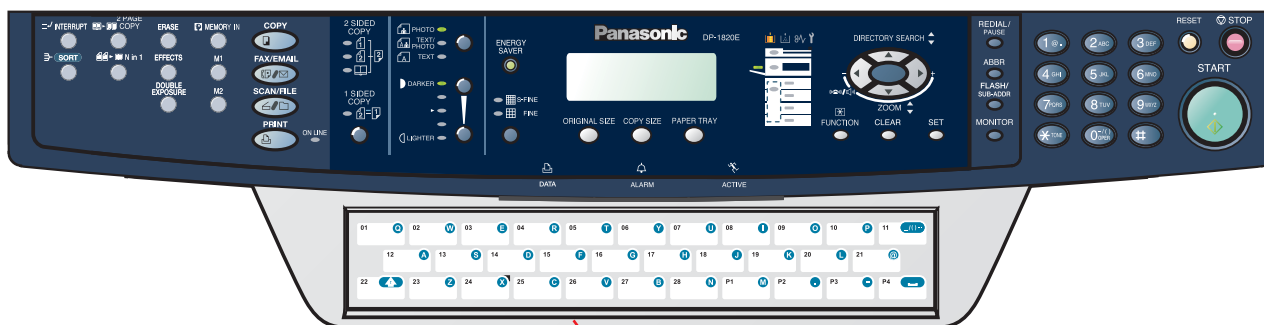 INTERRUPT
2 PAGE
COPY
ERASE
MEMORY IN
COPY
SORT
N in 1
EFFECTS
M1
FAX/EMAIL
DOUBLE
EXPOSURE
M2
SCAN/FILE
PRINT
ON LINE
2 SIDED
COPY
1
1 2
1 SIDED
COPY
2 1
PHOTO
TEXT/
PHOTO
A TEXT
DARKER
LIGHTER
ENERGY
SAVER
S-FINE
FINE
Panasonic DP-1820E
ORIGINAL SIZE COPY SIZE PAPER TRAY
DIRECTORY SEARCH
- +
ZOOM
FUNCTION CLEAR SET
DATA ALARM ACTIVE
REDIAL/
PAUSE
ABBR
FLASH/
SUB-ADDR
MONITOR
1 @. 2 ABC 3 DEF
4 GHI 5 JKL 6 MNO
7 PQRS 8 TUV 9 WXYZ
* TONE 0 OPER #
RESET STOP
START
01 Q 02 W 03 E 04 R 05 T 06 Y 07 U 08 I 09 O 10 P 11
12 A 13 S 14 D 15 F 16 G 17 H 18 J 19 K 20 L 21 @
22 23 Z 24 X 25 C 26 V 27 B 28 N P1 M P2 . P3 - P4